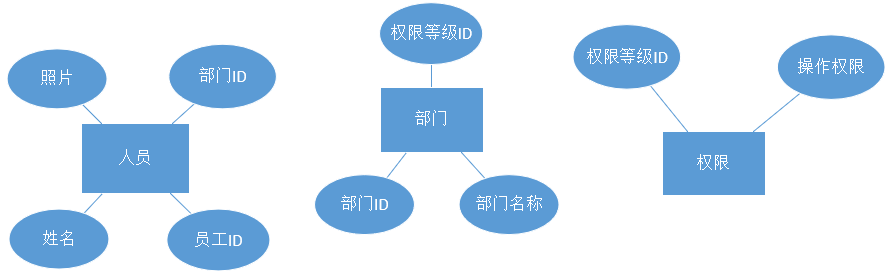 照片
部门ID
人员
姓名
员工ID
权限等级ID
部门
部门ID
部门名称
权限等级ID
操作权限
权限